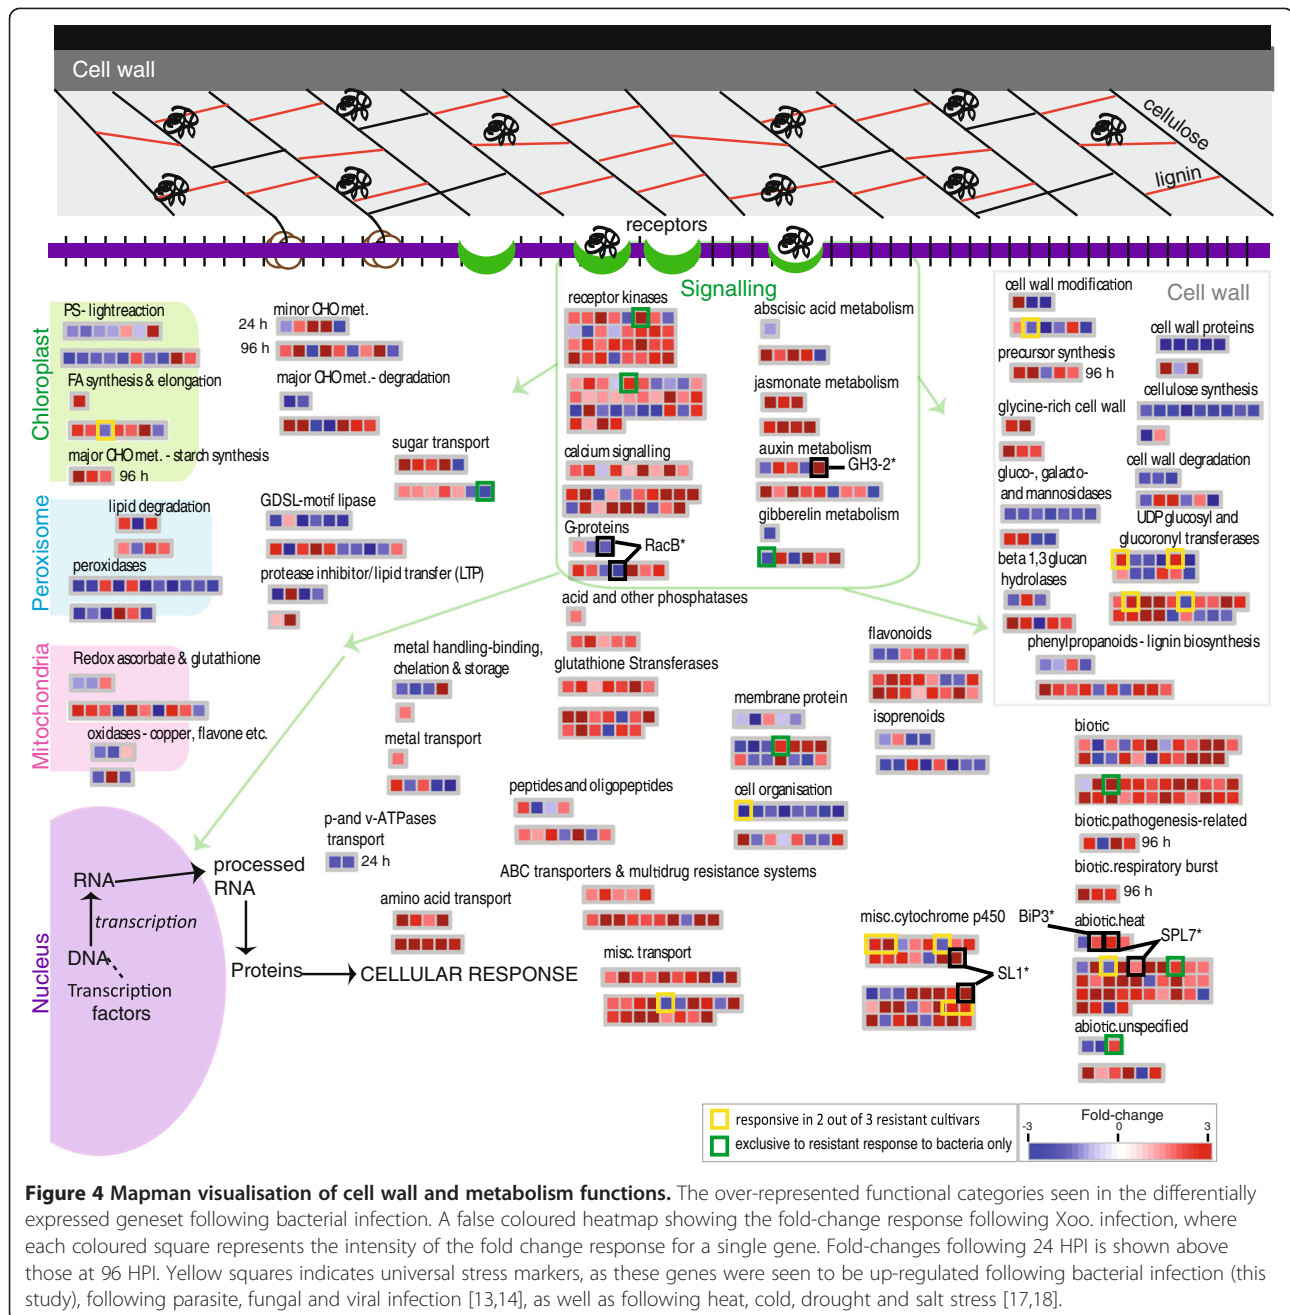 Cell wall
cellulose
lignin
receptors
Signalling
Chloroplast
PS- lightreaction
FA synthesis & elongation
major CHO met. - starch synthesis
96 h
minor CHO met.
24 h
96 h
major CHO met.- degradation
sugar transport
receptor kinases
calcium signalling
G-proteins
RacB*
abscisic acid metabolism
jasmonate metabolism
auxin metabolism
GH3-2*
gibberelin metabolism
Cell wall
cell wall modification
cell wall proteins
precursor synthesis
96 h
cellulose synthesis
glycine-rich cell wall
cell wall degradation
gluco-, galacto-
and mannosidases
UDP glucosyl and
glucoronyl transferases
beta 1,3 glucan
hydrolases
phenylpropanoids - lignin biosynthesis
Peroxisome
lipid degradation
peroxidases
GDSL-motif lipase
protease inhibitor/lipid transfer (LTP)
Mitochondria
Redox ascorbate & glutathione
oxidases - copper, flavone etc.
acid and other phosphatases
metal handling-binding,
chelation & storage
glutathione Stransferases
metal transport
membrane protein
flavonoids
isoprenoids
peptides and oligopeptides
cell organisation
p-and v-ATPases
transport
24 h
ABC transporters & multidrug resistance systems
amino acid transport
misc. transport
biotic
biotic.pathogenesis-related
96 h
biotic.respiratory burst
96 h
misc.cytochrome p450
BiP3*
abiotic.heat
SPL7*
SL1*
abiotic.unspecified
Nucleus
RNA
processed
RNA
transcription
DNA
Transcription
factors
Proteins
CELLULAR RESPONSE
responsive in 2 out of 3 resistant cultivars
exclusive to resistant response to bacteria only
Fold-change
-3 0 3
Figure 4 Mapman visualisation of cell wall and metabolism functions. The over-represented functional categories seen in the differentially
expressed geneset following bacterial infection. A false coloured heatmap showing the fold-change response following Xoo. infection, where
each coloured square represents the intensity of the fold change response for a single gene. Fold-changes following 24 HPI is shown above
those at 96 HPI. Yellow squares indicates universal stress markers, as these genes were seen to be up-regulated following bacterial infection (this
study), following parasite, fungal and viral infection [13,14], as well as following heat, cold, drought and salt stress [17,18].